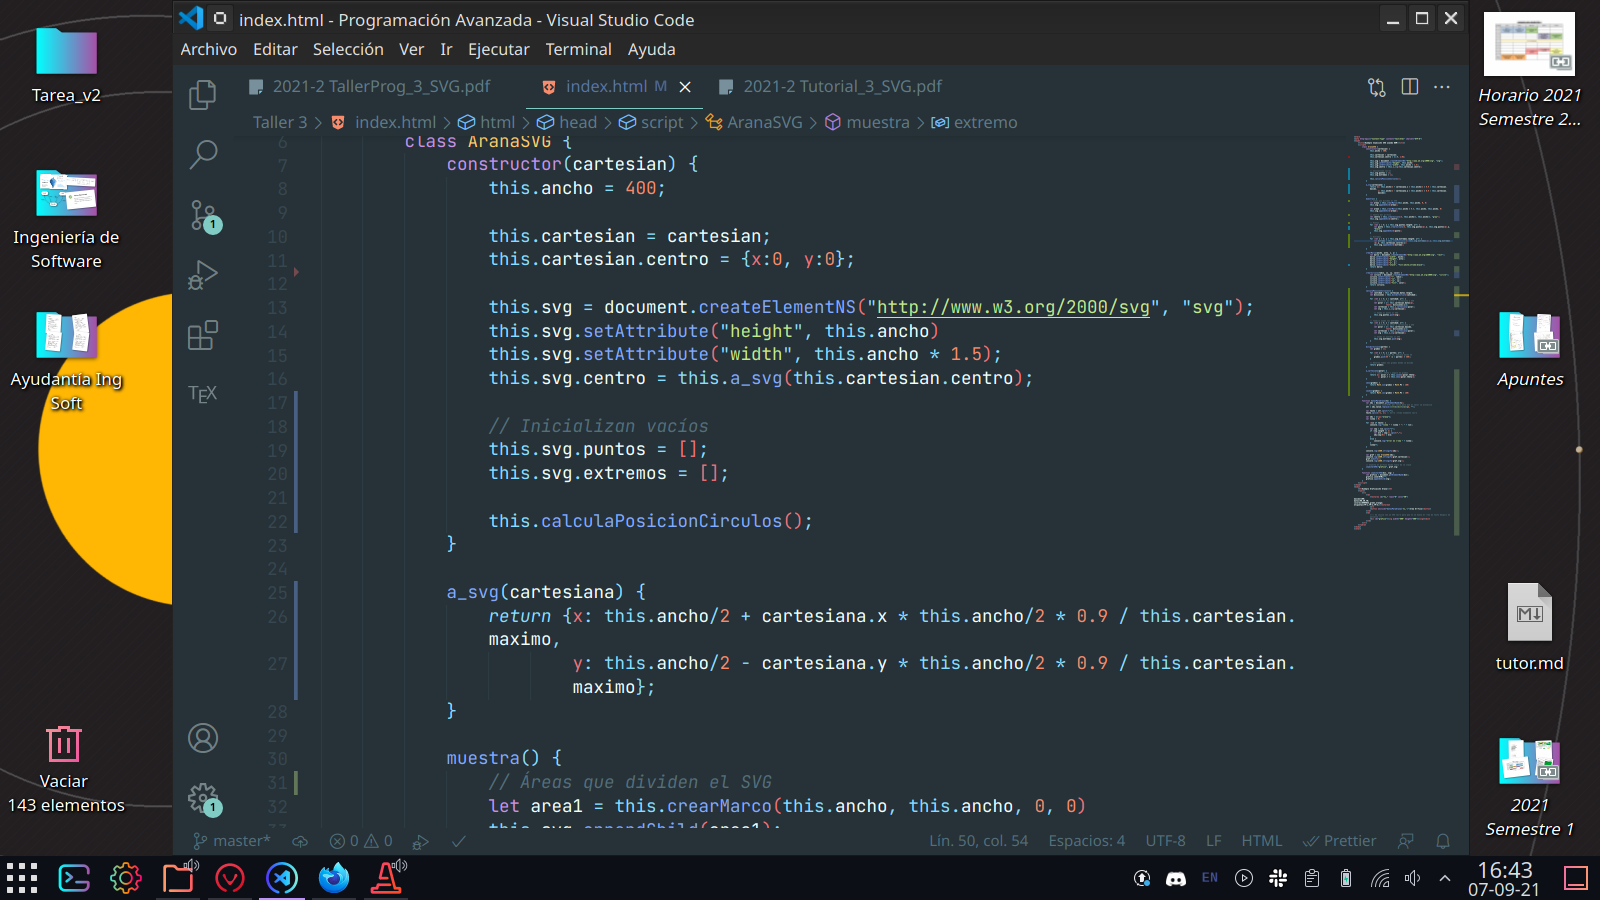 index.html - Programación Avanzada - Visual Studio Code
Archivo Editar Selección Ver Ir Ejecutar Terminal Ayuda
2021-2 TallerProg_3_SVG.pdf index.html M 2021-2 Tutorial_3_SVG.pdf
Taller 3 > index.html > html > head > script > AranaSVG > muestra > extremo
6 class AranaSVG {
7 constructor(cartesian) {
8 this.ancho = 400;
9
10 this.cartesian = cartesian;
11 this.cartesian.centro = {x:0, y:0};
12
13 this.svg = document.createElementNS("http://www.w3.org/2000/svg", "svg");
14 this.svg.setAttribute("height", this.ancho)
15 this.svg.setAttribute("width", this.ancho * 1.5);
16 this.svg.centro = this.a_svg(this.cartesian.centro);
17
18 // Inicializan vacíos
19 this.svg.puntos = [];
20 this.svg.extremos = [];
21
22 this.calculaPosicionCirculos();
23 }
24
25 a_svg(cartesiana) {
26 return {x: this.ancho/2 + cartesiana.x * this.ancho/2 * 0.9 / this.cartesian.
maximo,
27 y: this.ancho/2 - cartesiana.y * this.ancho/2 * 0.9 / this.cartesian.
maximo};
28 }
29
30 muestra() {
31 // Áreas que dividen el SVG
32 let area1 = this.crearMarco(this.ancho, this.ancho, 0, 0)
33 this.svg.appendChild(area1);
TEX
1
1
master* 0 0 Lín. 50, col. 54 Espacios: 4 UTF-8 LF HTML Prettier
Tarea_v2
Ingeniería de
Software
Ayudantía Ing
Soft
Vaciar
143 elementos
Horario 2021
Semestre 2...
Apuntes
tutor.md
2021
Semestre 1
EN
16:43
07-09-21